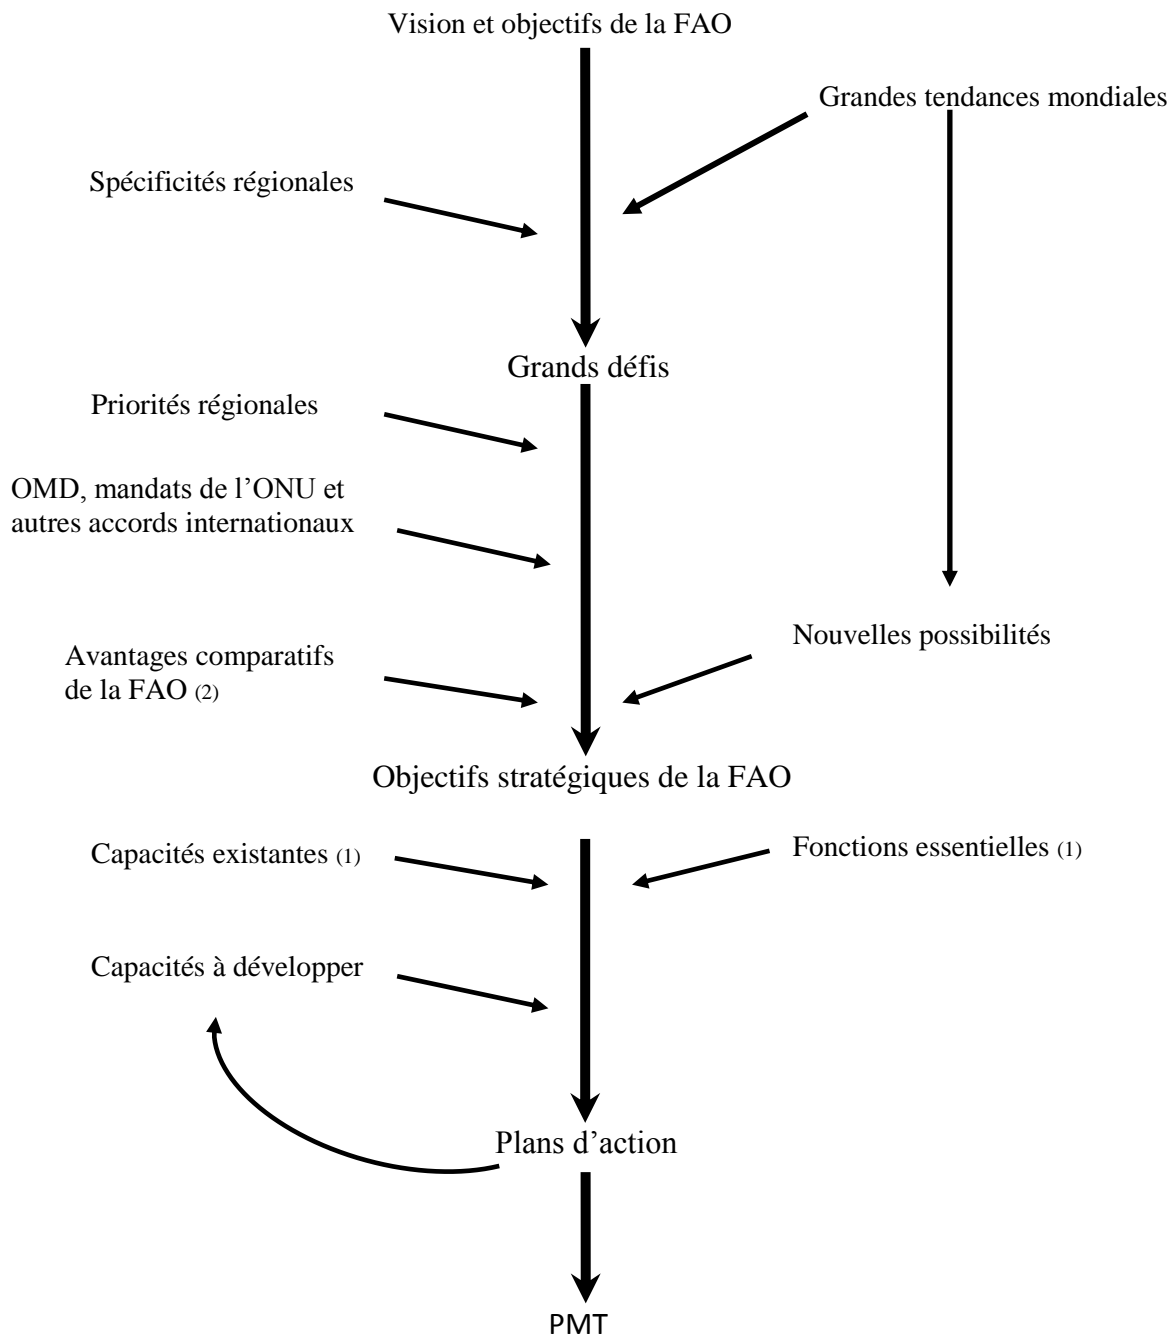 Vision et objectifs de la FAO
Grandes tendances mondiales
Spécificités régionales
Grands défis
Priorités régionales
OMD, mandats de l’ONU et
autres accords internationaux
Nouvelles possibilités
Avantages comparatifs
de la FAO (2)
Objectifs stratégiques de la FAO
Capacités existantes (1)
Fonctions essentielles (1)
Capacités à développer
Plans d’action
PMT